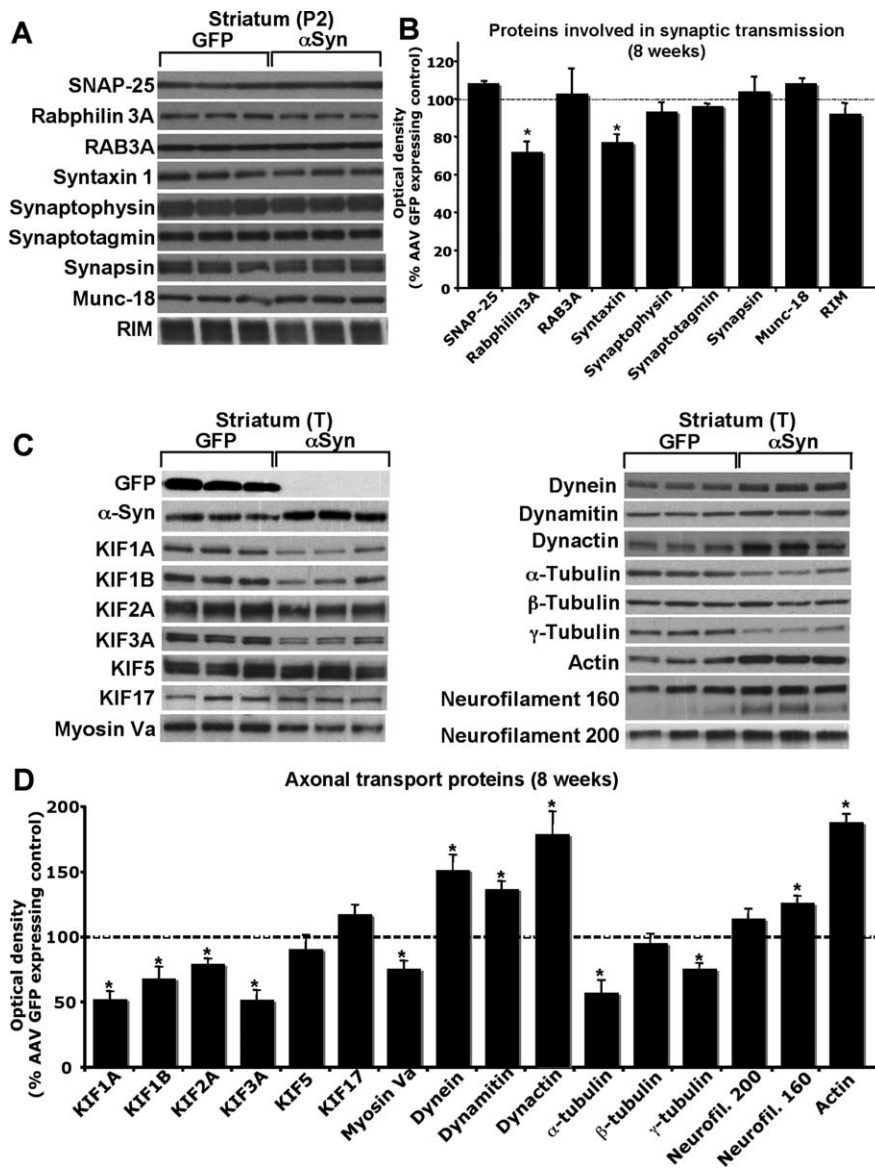 A
Striatum (P2)
GFP αSyn
SNAP-25
Rabphilin 3A
RAB3A
Syntaxin 1
Synaptophysin
Synaptotagmin
Synapsin
Munc-18
RIM
B
Proteins involved in synaptic transmission
(8 weeks)
Optical density
(% AAV GFP expressing control)
120
100
80
60
40
20
0
*
*
SNAP-25
Rabphilin3A
RAB3A
Syntaxin
Synaptophysin
Synaptotagmin
Synapsin
Munc-18
RIM
C
Striatum (T)
GFP αSyn
GFP
α-Syn
KIF1A
KIF1B
KIF2A
KIF3A
KIF5
KIF17
Myosin Va
Striatum (T)
GFP αSyn
Dynein
Dynamitin
Dynactin
α-Tubulin
β-Tubulin
γ-Tubulin
Actin
Neurofilament 160
Neurofilament 200
D
Axonal transport proteins (8 weeks)
Optical density
(% AAV GFP expressing control)
200
150
100
50
0
*
*
*
*
*
*
*
*
*
*
*
*
KIF1A
KIF1B
KIF2A
KIF3A
KIF5
KIF17
Myosin Va
Dynein
Dynamitin
Dynactin
α-tubulin
β-tubulin
γ-tubulin
Neurofil. 200
Neurofil. 160
Actin